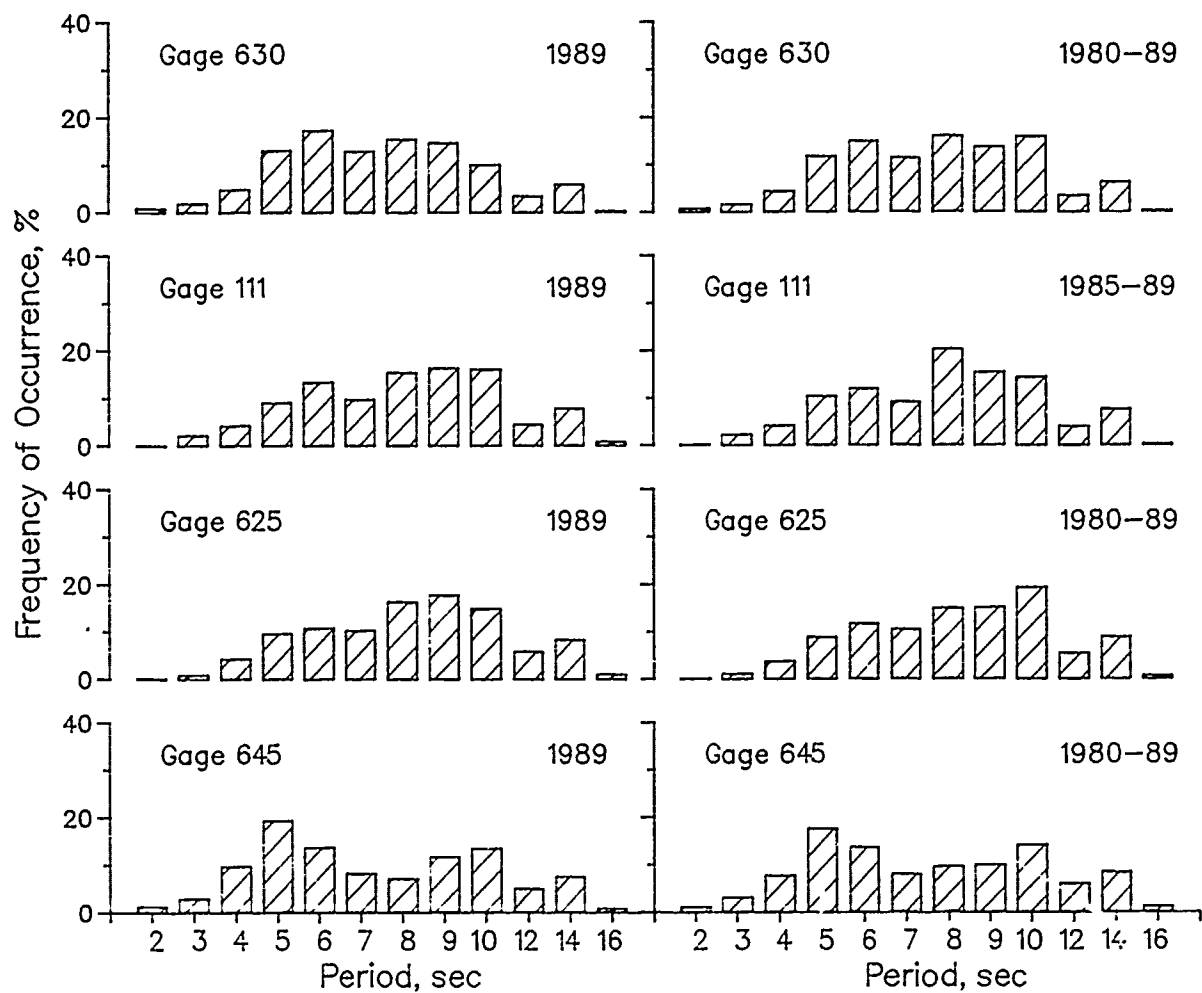 Frequency of Occurrence, %
40
20
0
Gage 630 1989
Gage 630 1980-89
40
20
0
Gage 111 1989
Gage 111 1985-89
40
20
0
Gage 625 1989
Gage 625 1980-89
40
20
0
Gage 645 1989
Gage 645 1980-89
2 3 4 5 6 7 8 9 10 12 14 16
2 3 4 5 6 7 8 9 10 12 14 16
Period, sec
Period, sec